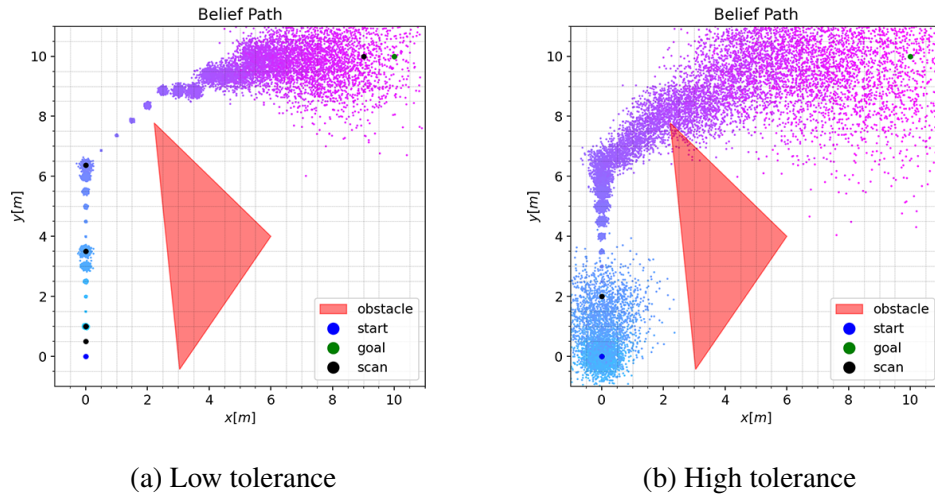 Belief Path
10
8
6
4
2
0
y[m]
0 2 4 6 8 10
x[m]
obstacle
start
goal
scan
(a) Low tolerance
Belief Path
10
8
6
4
2
0
y[m]
0 2 4 6 8 10
x[m]
obstacle
start
goal
scan
(b) High tolerance